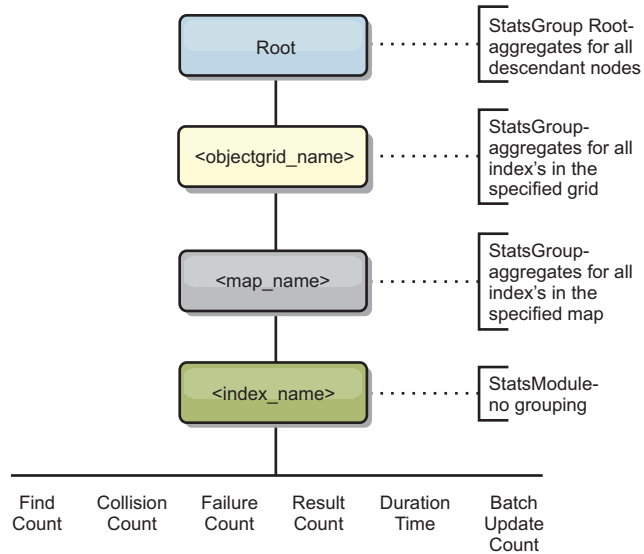 Root
StatsGroup Root-
aggregates for all
descendant nodes
<objectgrid_name>
StatsGroup-
aggregates for all
index's in the
specified grid
<map_name>
StatsGroup-
aggregates for all
index's in the
specified map
<index_name>
StatsModule-
no grouping
Find
Count
Collision
Count
Failure
Count
Result
Count
Duration
Time
Batch
Update
Count